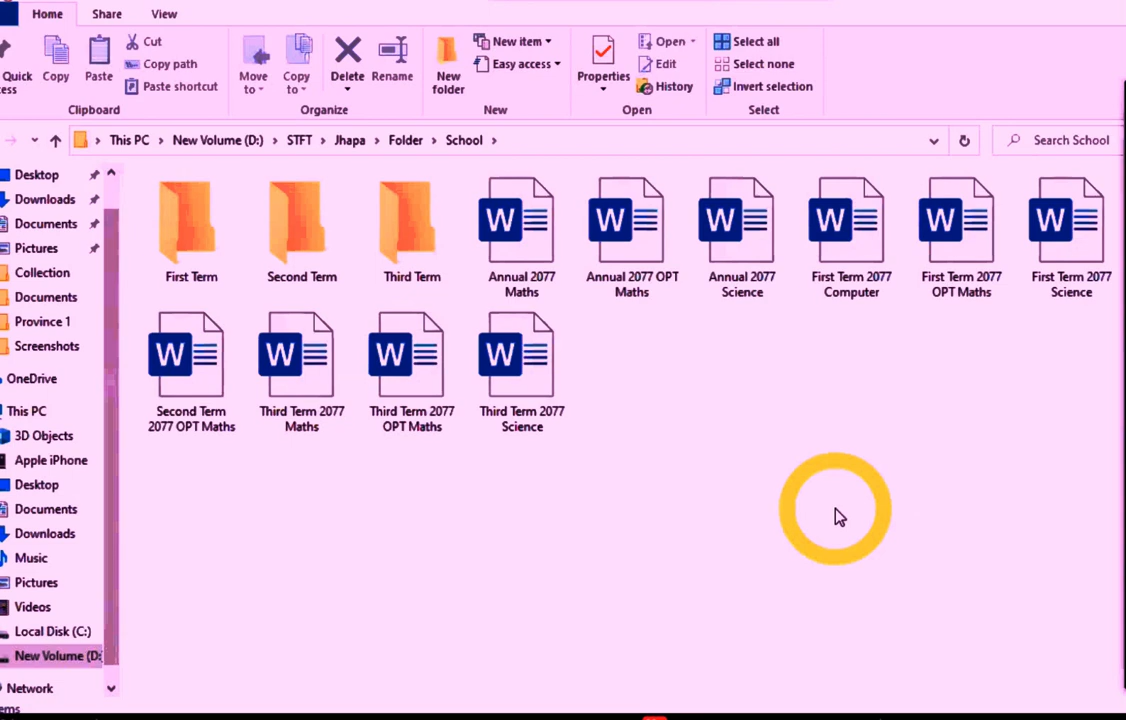 Home Share View
Quick
Copy
Paste
Cut
Copy path
Paste shortcut
Clipboard
Move
to
Copy
to
Delete
Rename
Organize
New
folder
New item
Easy access
New
Properties
Open
Edit
History
Open
Select all
Select none
Invert selection
Select
This PC > New Volume (D:) > STFT > Jhapa > Folder > School >
Search School
Desktop
Downloads
Documents
Pictures
Collection
Documents
Province 1
Screenshots
OneDrive
This PC
3D Objects
Apple iPhone
Desktop
Documents
Downloads
Music
Pictures
Videos
Local Disk (C:)
New Volume (D:
Network
First Term
Second Term
Third Term
Annual 2077
Maths
Annual 2077 OPT
Maths
Annual 2077
Science
First Term 2077
Computer
First Term 2077
OPT Maths
First Term 2077
Science
Second Term
2077 OPT Maths
Third Term 2077
Maths
Third Term 2077
OPT Maths
Third Term 2077
Science